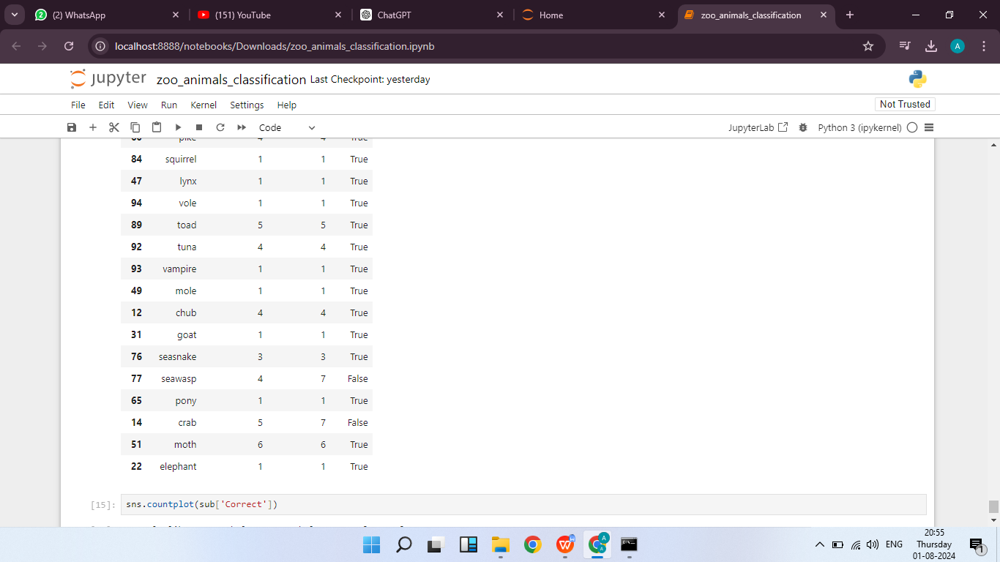 (2) WhatsApp
(151) YouTube
ChatGPT
Home
zoo_animals_classification
localhost:8888/notebooks/Downloads/zoo_animals_classification.ipynb
A
jupyter zoo_animals_classification Last Checkpoint: yesterday
File Edit View Run Kernel Settings Help
Not Trusted
Code
JupyterLab
Python 3 (ipykernel)
84 squirrel 1 1 True
47 lynx 1 1 True
94 vole 1 1 True
89 toad 5 5 True
92 tuna 4 4 True
93 vampire 1 1 True
49 mole 1 1 True
12 chub 4 4 True
31 goat 1 1 True
76 seasnake 3 3 True
77 seawasp 4 7 False
65 pony 1 1 True
14 crab 5 7 False
51 moth 6 6 True
22 elephant 1 1 True
[15]: sns.countplot(sub['Correct'])
ENG
20:55
Thursday
01-08-2024
1